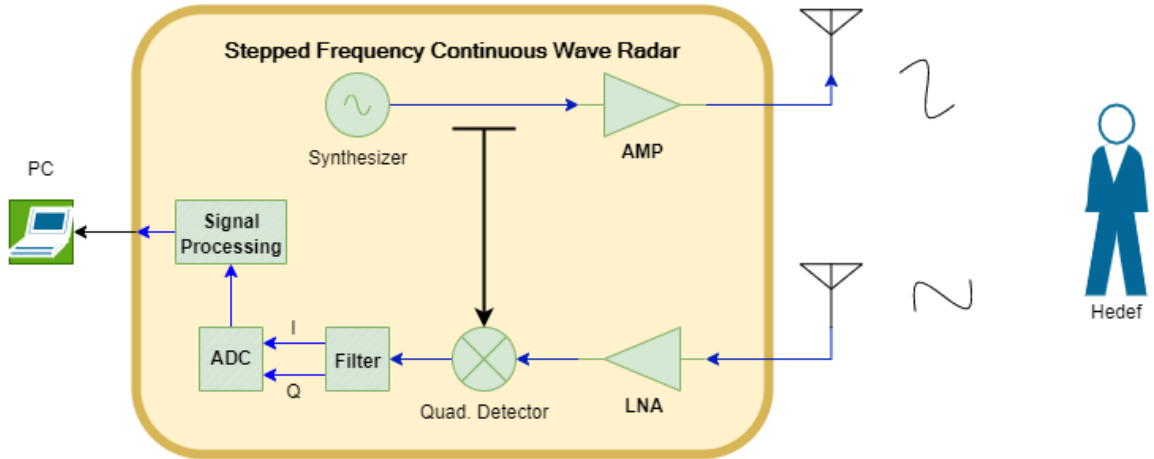 Stepped Frequency Continuous Wave Radar
Synthesizer
AMP
PC
Signal
Processing
Hedef
I
ADC
Filter
Q
Quad. Detector
LNA